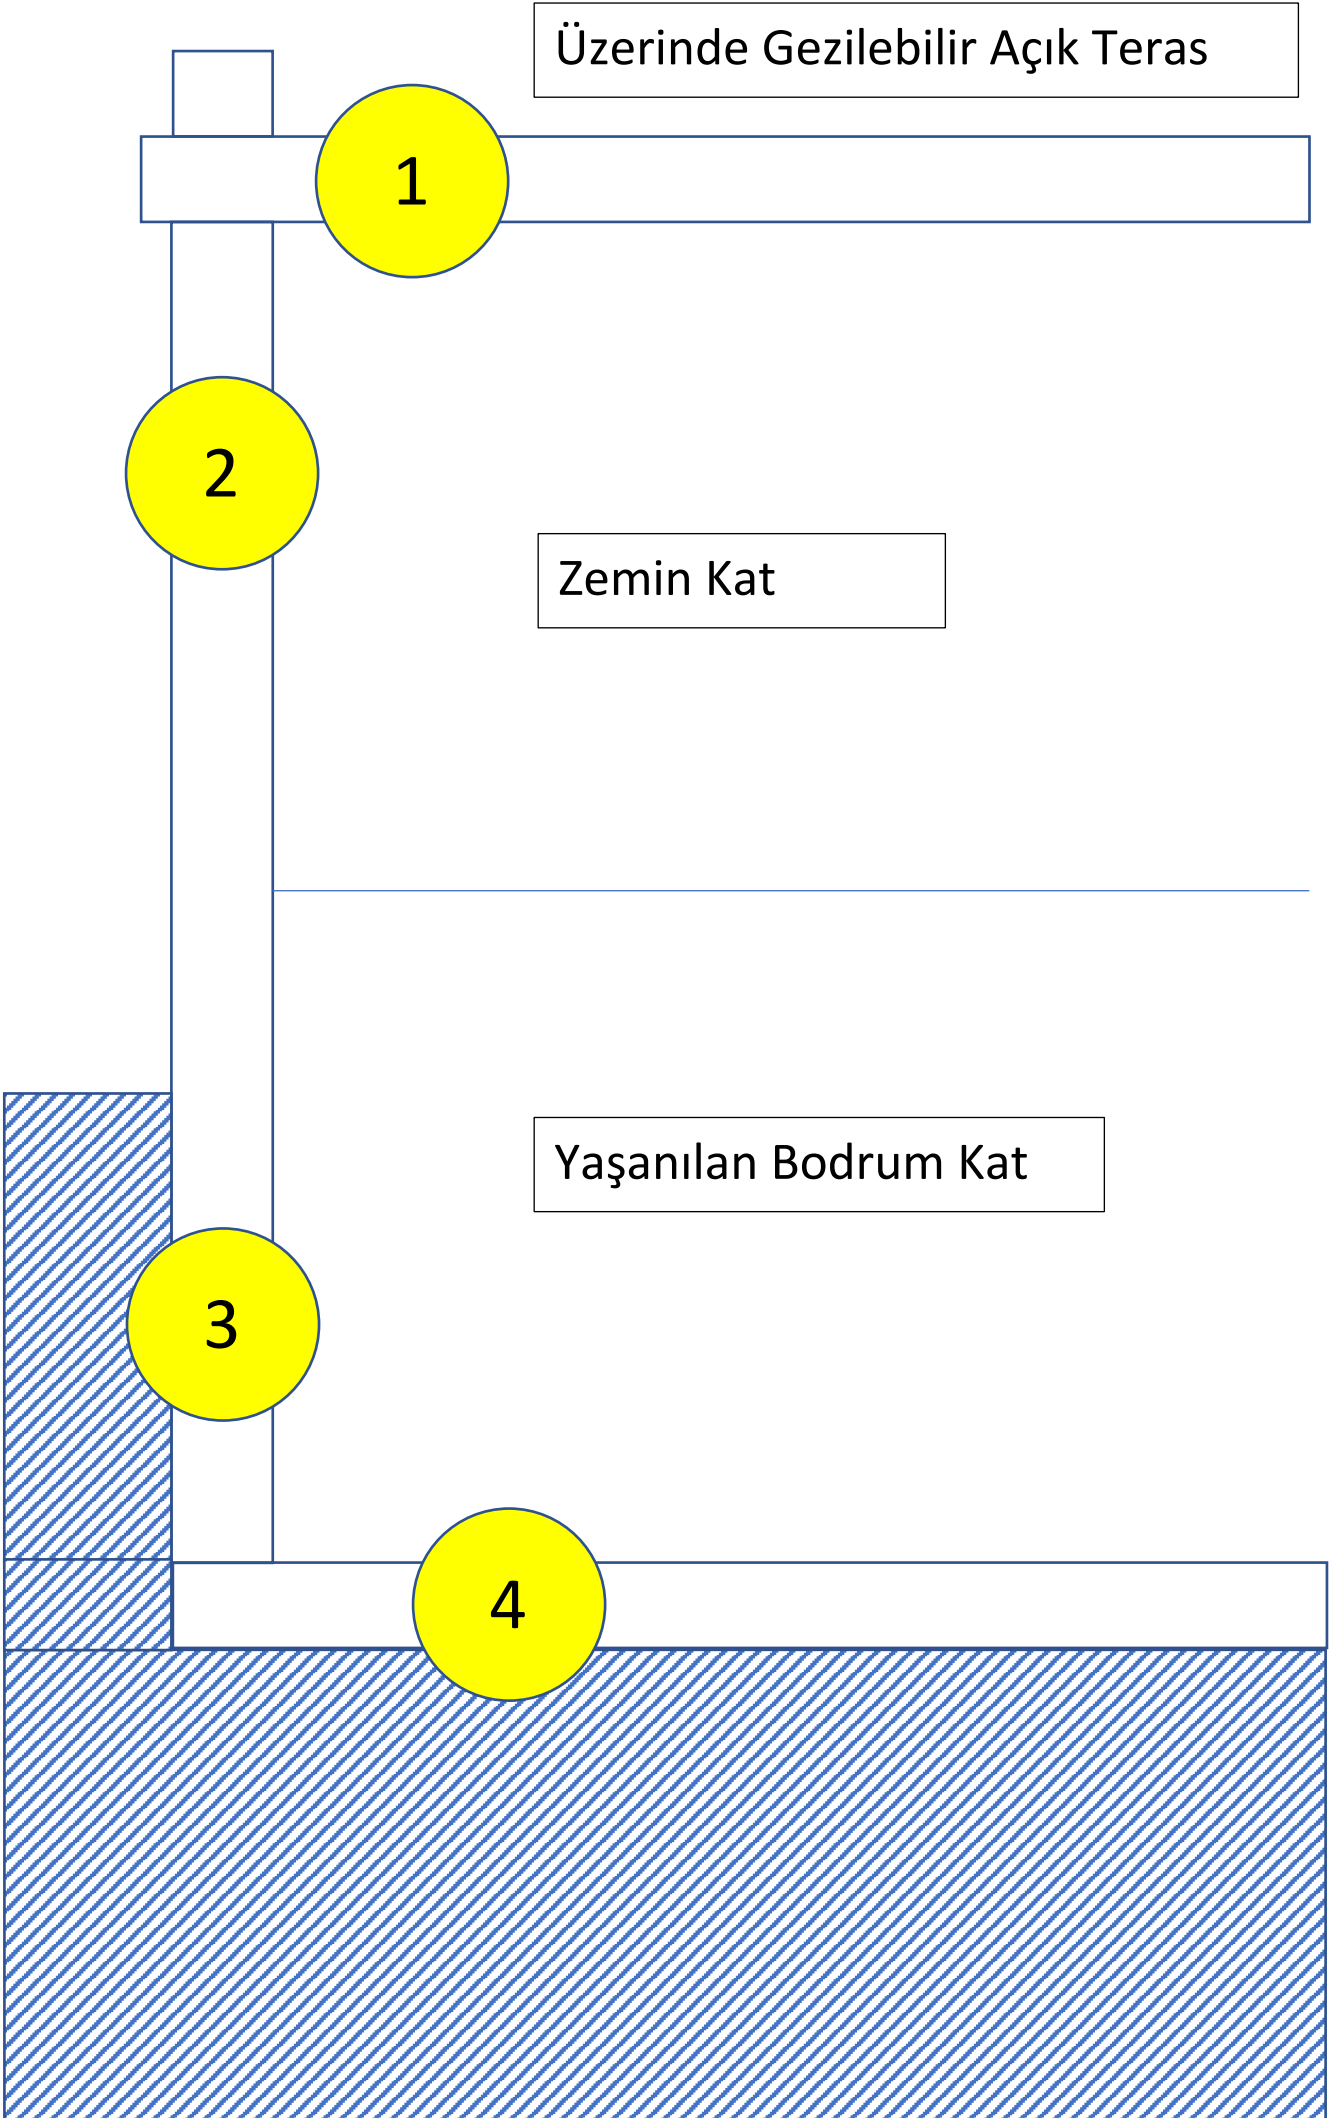 Üzerinde Gezilebilir Açık Teras
1
2
Zemin Kat
Yaşanılan Bodrum Kat
3
4